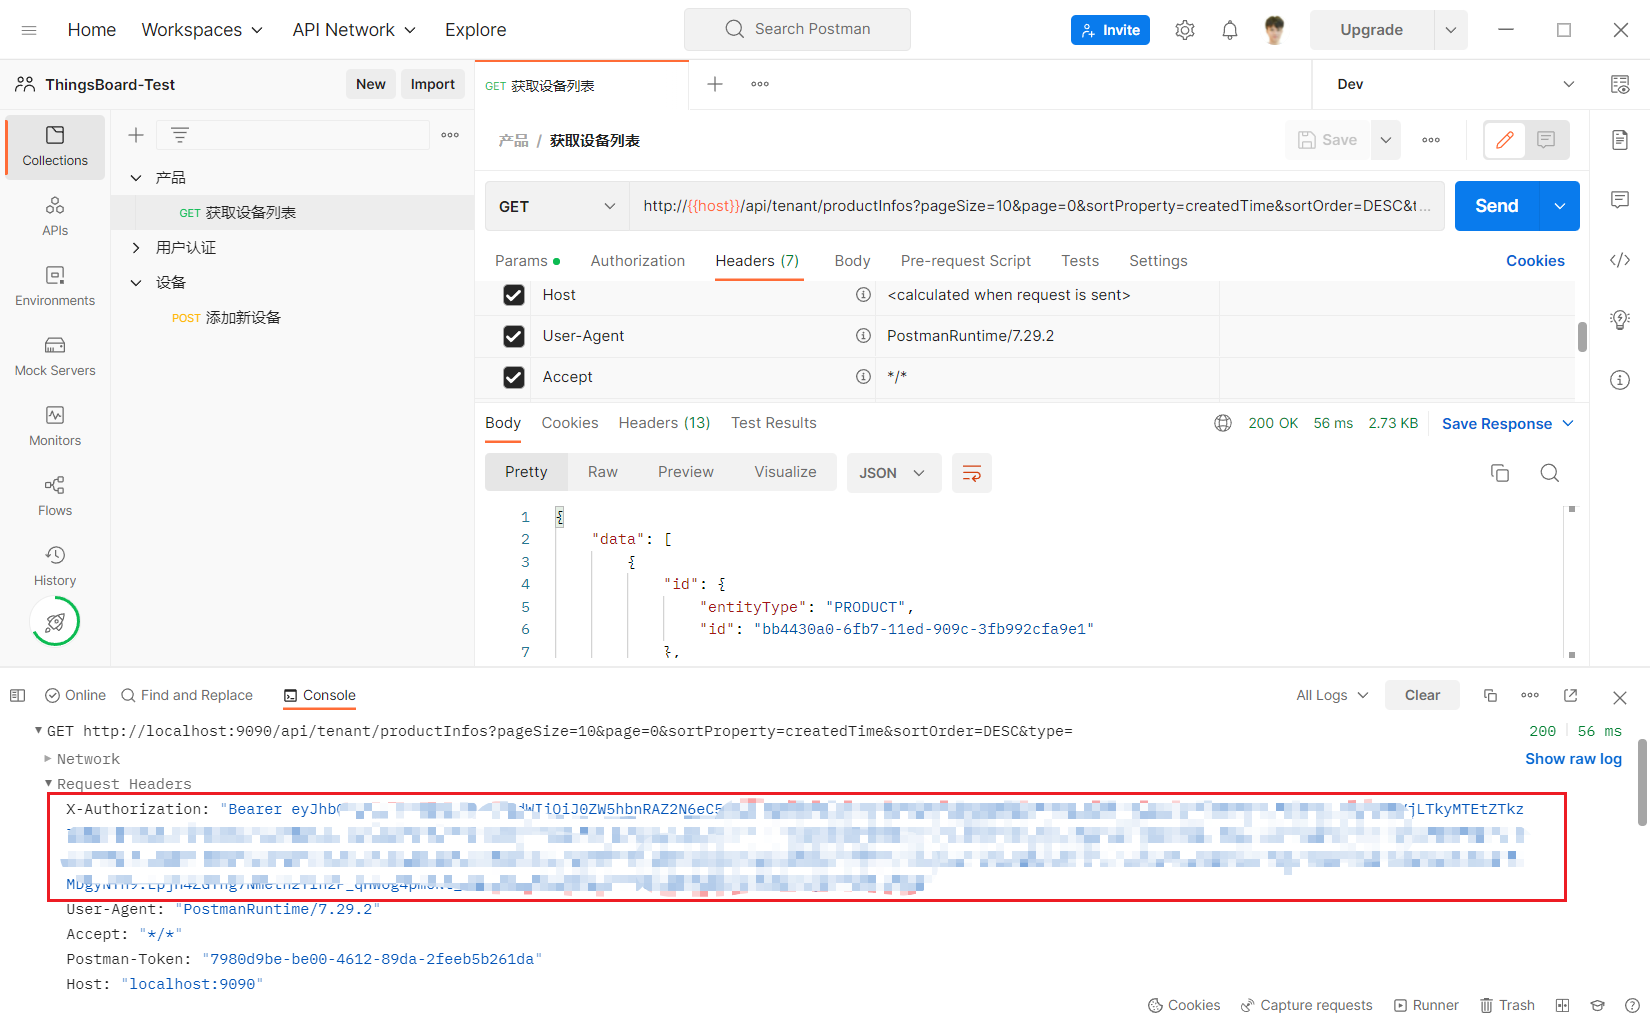 Home
Workspaces
API Network
Explore
Search Postman
Invite
Upgrade
ThingsBoard-Test
New
Import
GET 获取设备列表
Dev
Collections
APIs
Environments
Mock Servers
Monitors
Flows
History
产品
GET 获取设备列表
用户认证
设备
POST 添加新设备
产品 / 获取设备列表
Save
GET
http://{{host}}/api/tenant/productInfos?pageSize=10&page=0&sortProperty=createdTime&sortOrder=DESC&t...
Send
Params
Authorization
Headers (7)
Body
Pre-request Script
Tests
Settings
Cookies
Host
<calculated when request is sent>
User-Agent
PostmanRuntime/7.29.2
Accept
*/*
Body
Cookies
Headers (13)
Test Results
200 OK
56 ms
2.73 KB
Save Response
Pretty
Raw
Preview
Visualize
JSON
1 {
2 "data": [
3 {
4 "id": {
5 "entityType": "PRODUCT",
6 "id": "bb4430a0-6fb7-11ed-909c-3fb992cfa9e1"
7 },
Online
Find and Replace
Console
All Logs
Clear
GET http://localhost:9090/api/tenant/productInfos?pageSize=10&page=0&sortProperty=createdTime&sortOrder=DESC&type=
200
56 ms
Network
Show raw log
Request Headers
X-Authorization: "Bearer
User-Agent: "PostmanRuntime/7.29.2"
Accept: "*/*"
Postman-Token: "7980d9be-be00-4612-89da-2feeb5b261da"
Host: "localhost:9090"
Cookies
Capture requests
Runner
Trash